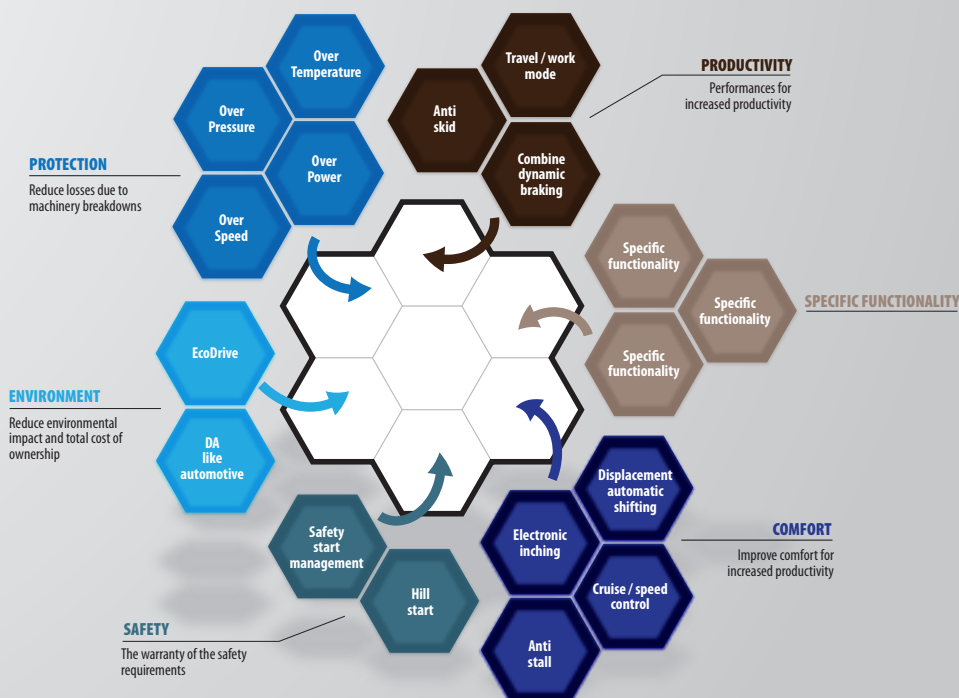 Over
Temperature
Over
Pressure
Over
Power
Over
Speed
PROTECTION
Reduce losses due to
machinery breakdowns
Travel / work
mode
Anti
skid
Combine
dynamic
braking
PRODUCTIVITY
Performances for
increased productivity
Specific
functionality
Specific
functionality
Specific
functionality
SPECIFIC FUNCTIONALITY
EcoDrive
DA
like
automotive
ENVIRONMENT
Reduce environmental
impact and total cost of
ownership
Safety
start
management
Hill
start
SAFETY
The warranty of the safety
requirements
Displacement
automatic
shifting
Electronic
inching
Cruise / speed
control
Anti
stall
COMFORT
Improve comfort for
increased productivity